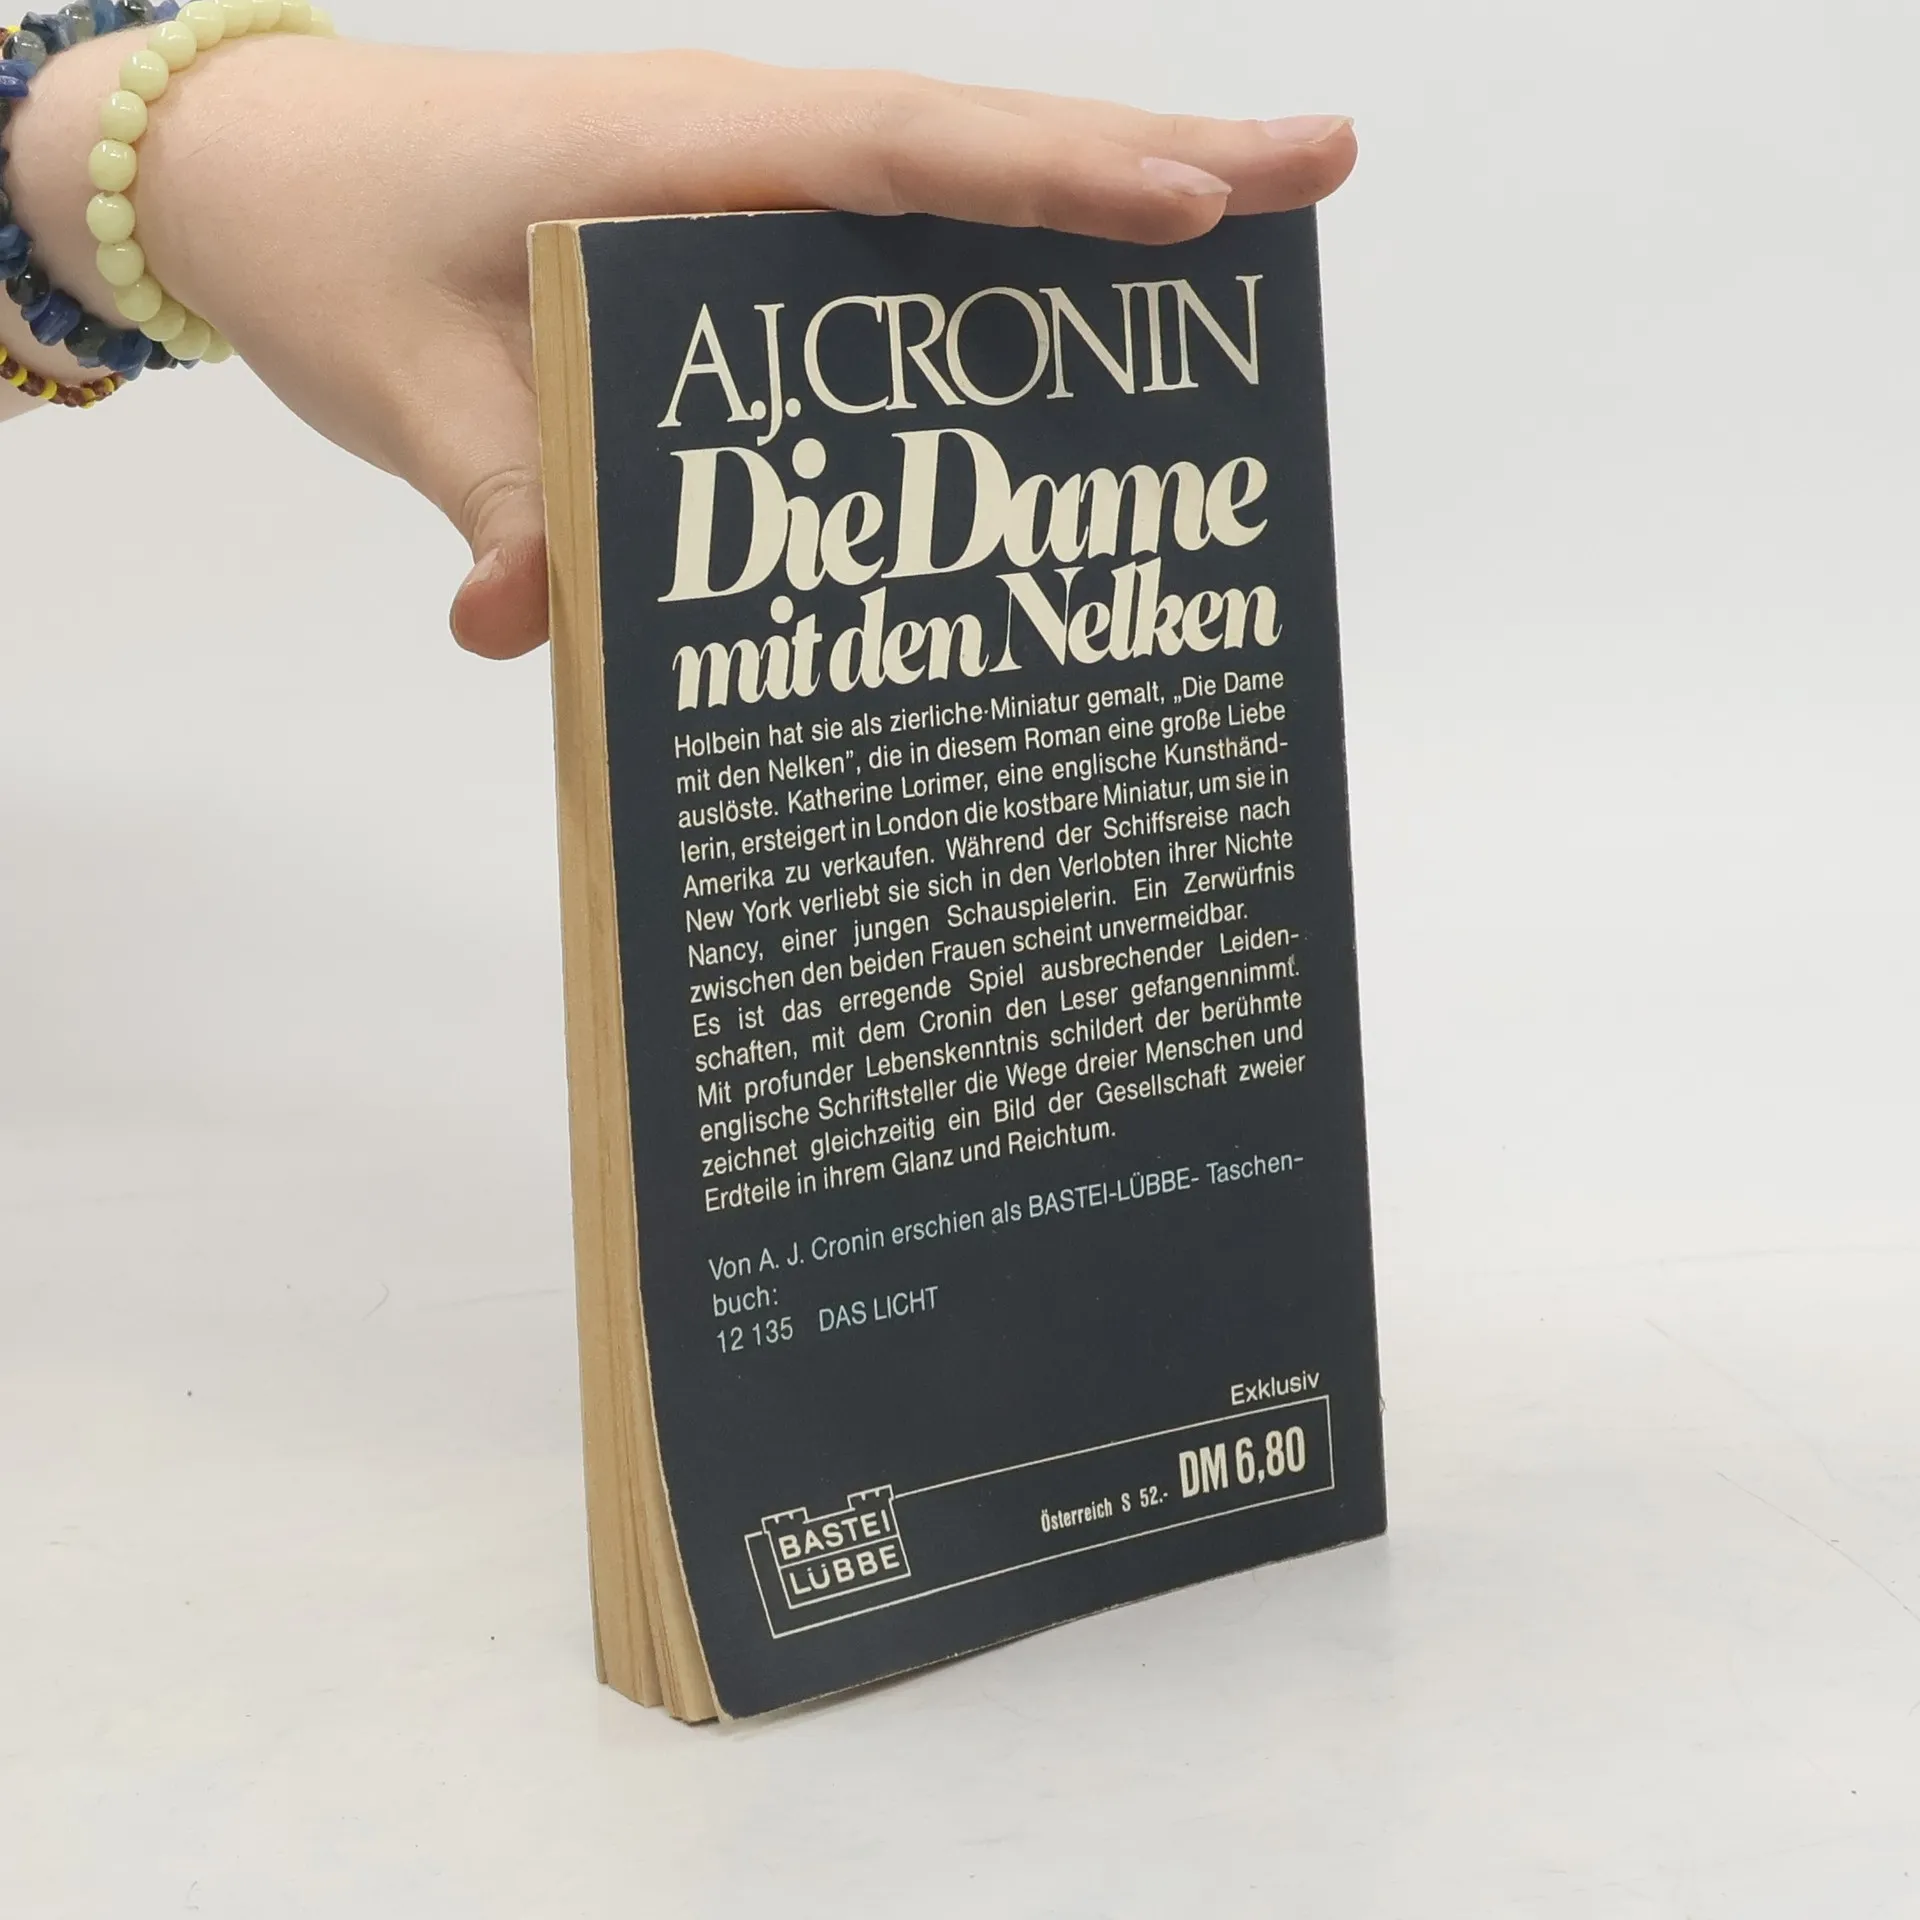 A.J. CRONIN
Die Dame
mit den Nelken
Holbein hat sie als zierliche Miniatur gemalt, „Die Dame
mit den Nelken”, die in diesem Roman eine große Liebe
auslöste. Katherine Lorimer, eine englische Kunsthänd-
lerin, ersteigert in London die kostbare Miniatur, um sie in
Amerika zu verkaufen. Während der Schiffsreise nach
New York verliebt sie sich in den Verlobten ihrer Nichte
Nancy, einer jungen Schauspielerin. Ein Zerwürfnis
zwischen den beiden Frauen scheint unvermeidbar.
Es ist das erregende Spiel ausbrechender Leiden-
schaften, mit dem Cronin den Leser gefangennimmt.
Mit profunder Lebenskenntnis schildert der berühmte
englische Schriftsteller die Wege dreier Menschen und
zeichnet gleichzeitig ein Bild der Gesellschaft zweier
Erdteile in ihrem Glanz und Reichtum.
Von A. J. Cronin erschien als BASTEI-LÜBBE- Taschen-
buch:
12 135 DAS LICHT
Exklusiv
Österreich S 52.- DM 6,80
BASTEI
LÜBBE